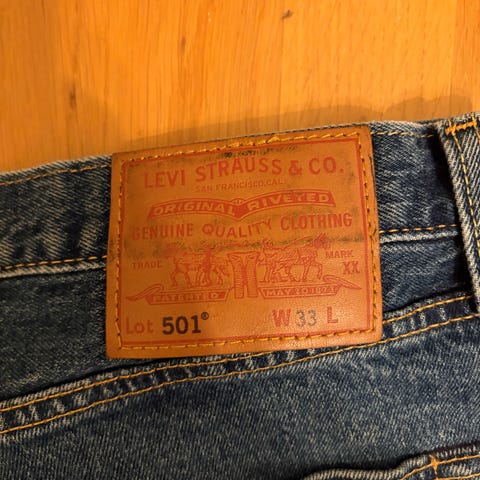 LEVI STRAUSS & CO.
SAN FRANCISCO, CAL.
ORIGINAL RIVETED
GENUINE QUALITY CLOTHING
TRADE MARK
XX
PATENTED MAY 20 1873
Lot 501® W 33 L